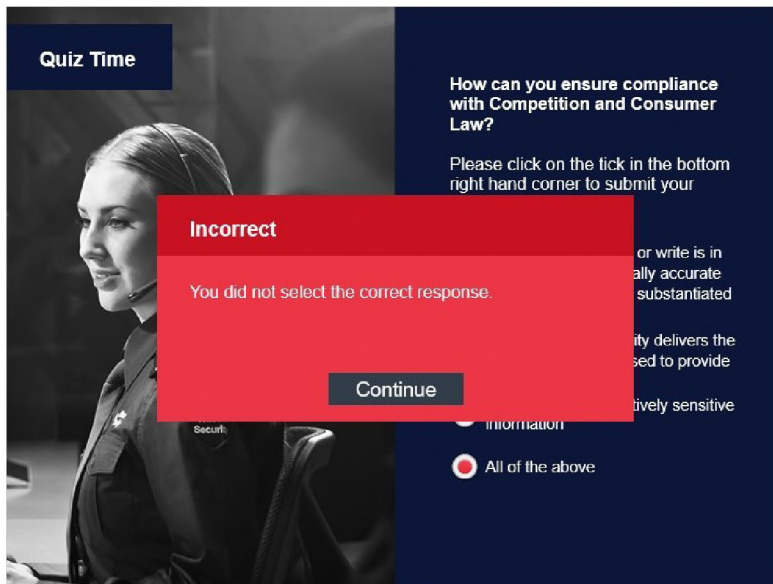 Quiz Time
How can you ensure compliance
with Competition and Consumer
Law?
Please click on the tick in the bottom
right hand corner to submit your
Incorrect
You did not select the correct response.
Continue
or write is in
ally accurate
substantiated
ity delivers the
sed to provide
tively sensitive
information
All of the above
Securi